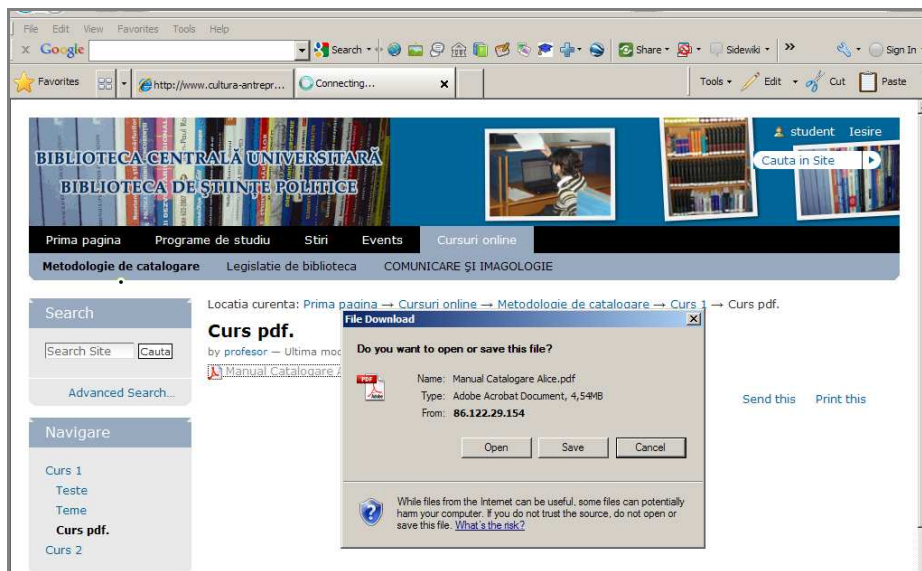 File Edit View Favorites Tools Help
x Google Search Share Sidewiki » Sign In
Favorites http://www.cultura-antrepr... Connecting... x Tools Edit Cut Paste
student Iesire
BIBLIOTECA CENTRALĂ UNIVERSITARĂ
Cauta in Site
BIBLIOTECA DE ȘTIINȚE POLITICE
Prima pagina Programe de studiu Stiri Events Cursuri online
Metodologie de catalogare Legislatie de biblioteca COMUNICARE ŞI IMAGOLOGIE
Locatia curenta: Prima pagina → Cursuri online → Metodologie de catalogare → Curs 1 → Curs pdf.
Search
File Download
Curs pdf.
Do you want to open or save this file?
Search Site Cauta
by profesor — Ultima mod
Manual Catalogare A
Name: Manual Catalogare Alice.pdf
Type: Adobe Acrobat Document, 4,54MB
From: 86.122.29.154
Advanced Search...
Send this Print this
Navigare
Open Save Cancel
Curs 1
Teste
Teme
Curs pdf.
Curs 2
While files from the Internet can be useful, some files can potentially
harm your computer. If you do not trust the source, do not open or
save this file. What's the risk?